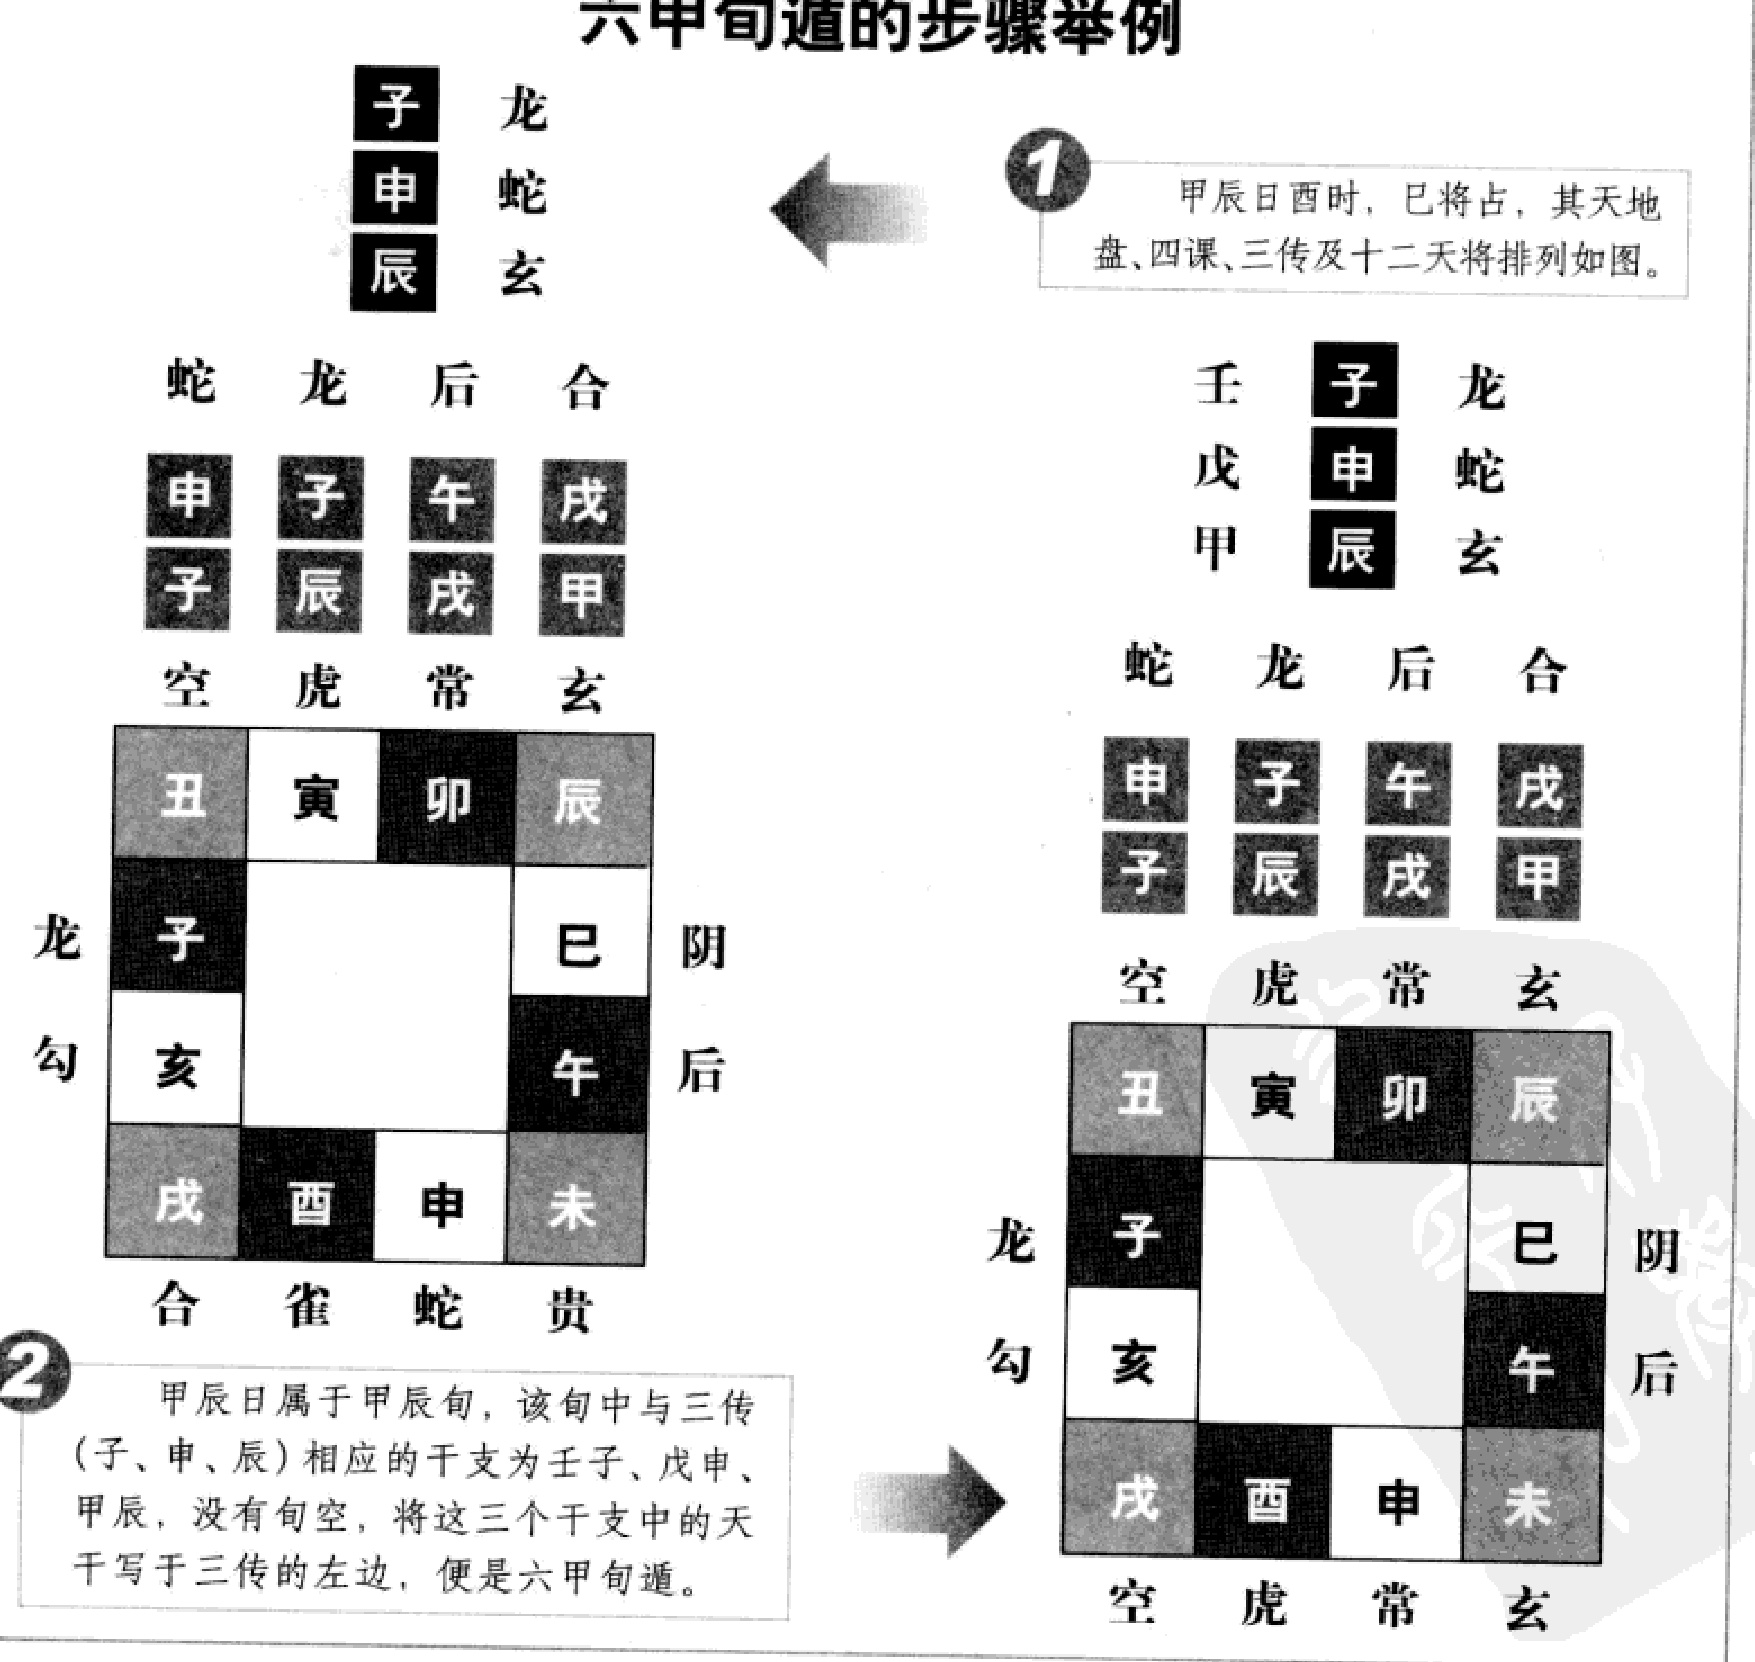 六甲旬遁的步骤举例
子 龙
申 蛇
辰 玄
1
甲辰日酉时，巳将占，其天地
盘、四课、三传及十二天将排列如图。
蛇 龙 后 合
申 子 午 戌
子 辰 戌 甲
空 虎 常 玄
丑 寅 卯 辰
龙 子 巳 阴
勾 亥 午 后
戌 酉 申 未
合 雀 蛇 贵
2
甲辰日属于甲辰旬，该旬中与三传
（子、申、辰）相应的干支为壬子、戊申、
甲辰，没有旬空，将这三个干支中的天
干写于三传的左边，便是六甲旬遁。
壬 子 龙
戊 申 蛇
甲 辰 玄
蛇 龙 后 合
申 子 午 戌
子 辰 戌 甲
空 虎 常 玄
丑 寅 卯 辰
龙 子 巳 阴
勾 亥 午 后
戌 酉 申 未
空 虎 常 玄